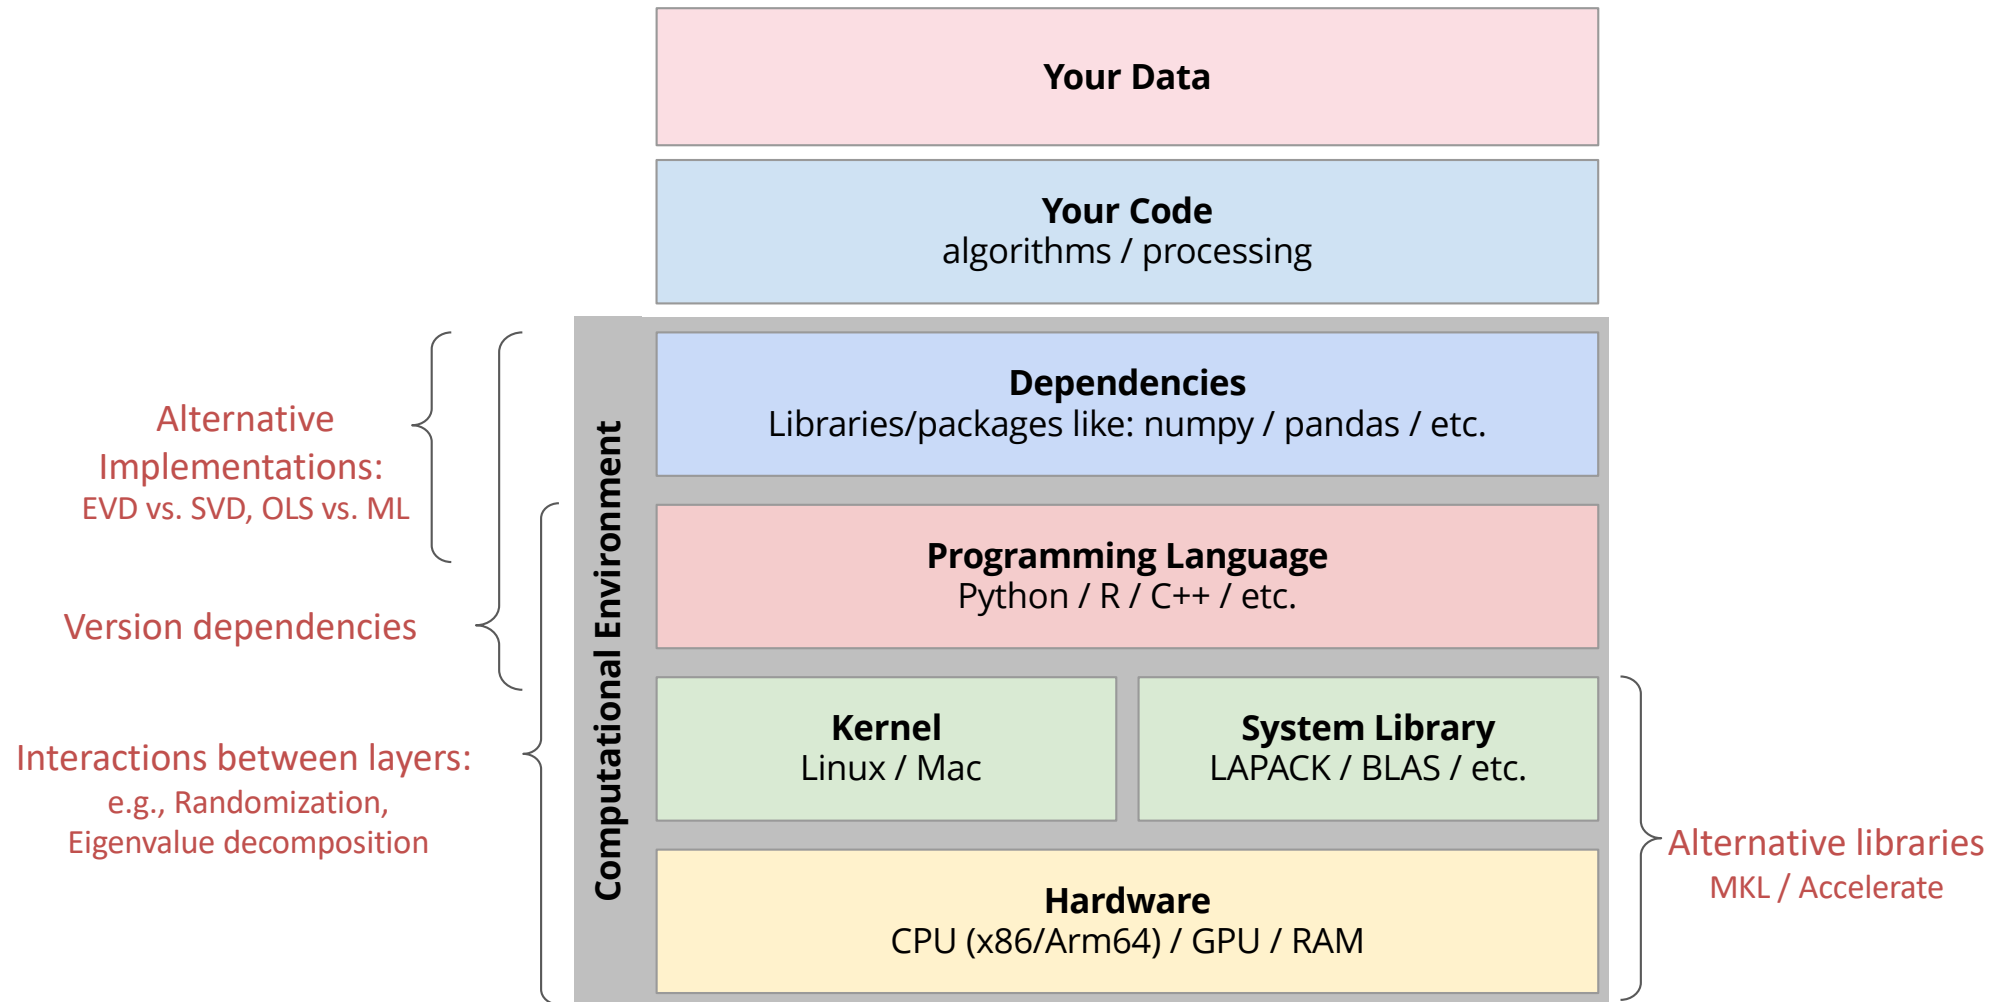 Your Data
Your Code
algorithms / processing
Computational Environment
Dependencies
Libraries/packages like: numpy / pandas / etc.
Programming Language
Python / R / C++ / etc.
Kernel
Linux / Mac
System Library
LAPACK / BLAS / etc.
Hardware
CPU (x86/Arm64) / GPU / RAM
Alternative
Implementations:
EVD vs. SVD, OLS vs. ML
Version dependencies
Interactions between layers:
e.g., Randomization,
Eigenvalue decomposition
Alternative libraries
MKL / Accelerate